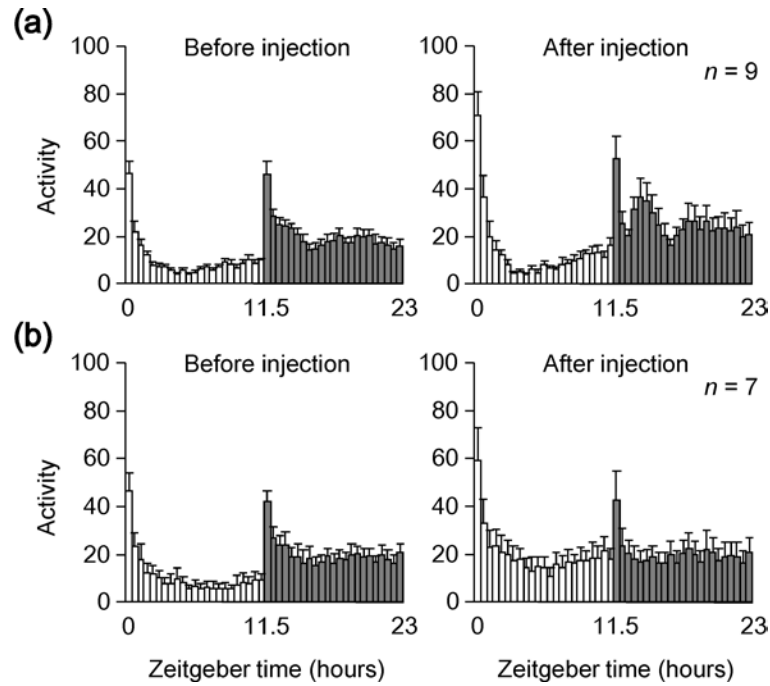 (a)
Before injection
After injection
n = 9
100
80
60
40
20
0
Activity
0 11.5 23
100
80
60
40
20
0
0 11.5 23
(b)
Before injection
After injection
n = 7
100
80
60
40
20
0
Activity
0 11.5 23
Zeitgeber time (hours)
100
80
60
40
20
0
0 11.5 23
Zeitgeber time (hours)